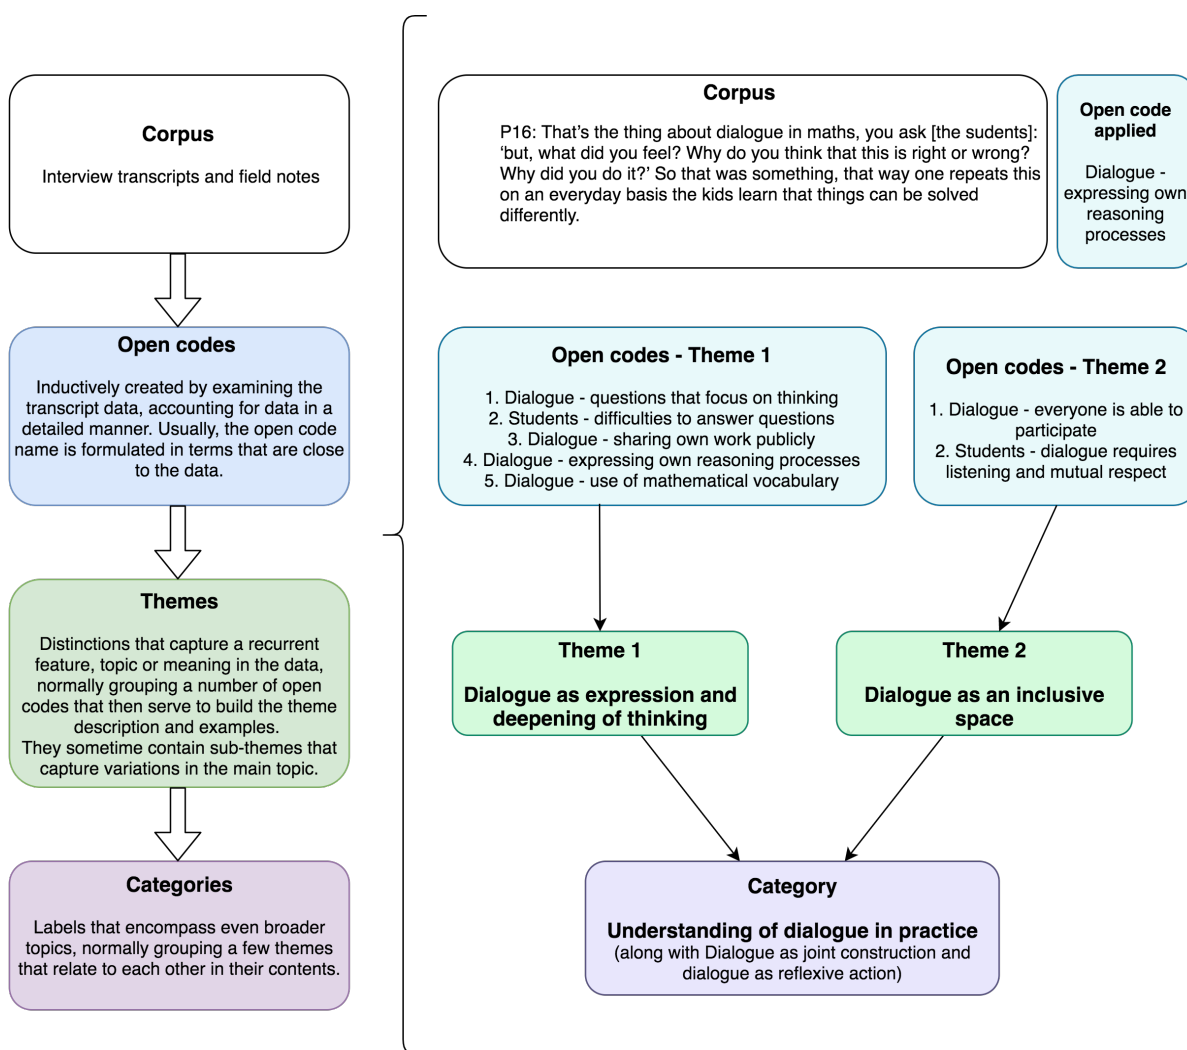 Corpus
Interview transcripts and field notes
Open codes
Inductively created by examining the
transcript data, accounting for data in a
detailed manner. Usually, the open code
name is formulated in terms that are close
to the data.
Themes
Distinctions that capture a recurrent
feature, topic or meaning in the data,
normally grouping a number of open
codes that then serve to build the theme
description and examples.
They sometime contain sub-themes that
capture variations in the main topic.
Categories
Labels that encompass even broader
topics, normally grouping a few themes
that relate to each other in their contents.
Corpus
P16: That's the thing about dialogue in maths, you ask [the sudents]:
‘but, what did you feel? Why do you think that this is right or wrong?
Why did you do it?’ So that was something, that way one repeats this
on an everyday basis the kids learn that things can be solved
differently.
Open code
applied
Dialogue -
expressing own
reasoning
processes
Open codes - Theme 1
1. Dialogue - questions that focus on thinking
2. Students - difficulties to answer questions
3. Dialogue - sharing own work publicly
4. Dialogue - expressing own reasoning processes
5. Dialogue - use of mathematical vocabulary
Open codes - Theme 2
1. Dialogue - everyone is able to
participate
2. Students - dialogue requires
listening and mutual respect
Theme 1
Dialogue as expression and
deepening of thinking
Theme 2
Dialogue as an inclusive
space
Category
Understanding of dialogue in practice
(along with Dialogue as joint construction and
dialogue as reflexive action)